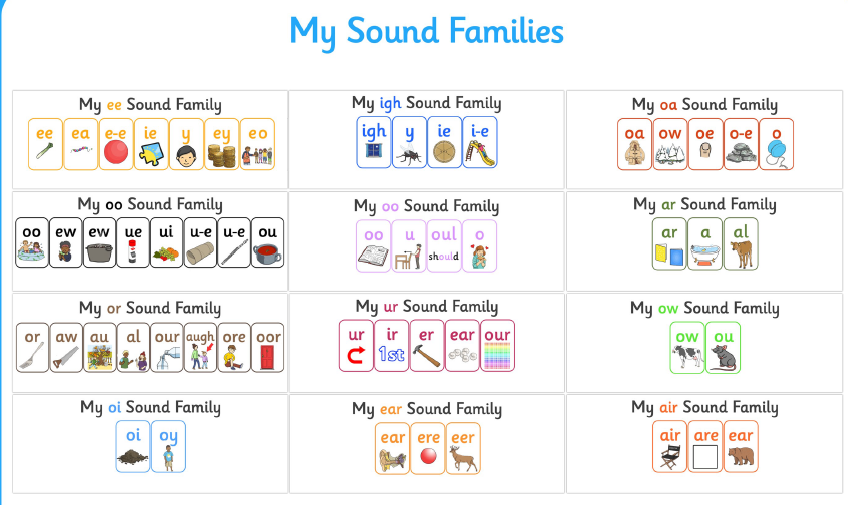 My Sound Families
My ee Sound Family
ee ea e-e ie y ey eo
My igh Sound Family
igh y ie i-e
My oa Sound Family
oa ow oe o-e o
My oo Sound Family
oo ew ew ue ui u-e u-e ou
My oo Sound Family
oo u oul o
should
My ar Sound Family
ar a al
My or Sound Family
or aw au al our augh ore oor
My ur Sound Family
ur ir er ear our
1st
My ow Sound Family
ow ou
My oi Sound Family
oi oy
My ear Sound Family
ear ere eer
My air Sound Family
air are ear